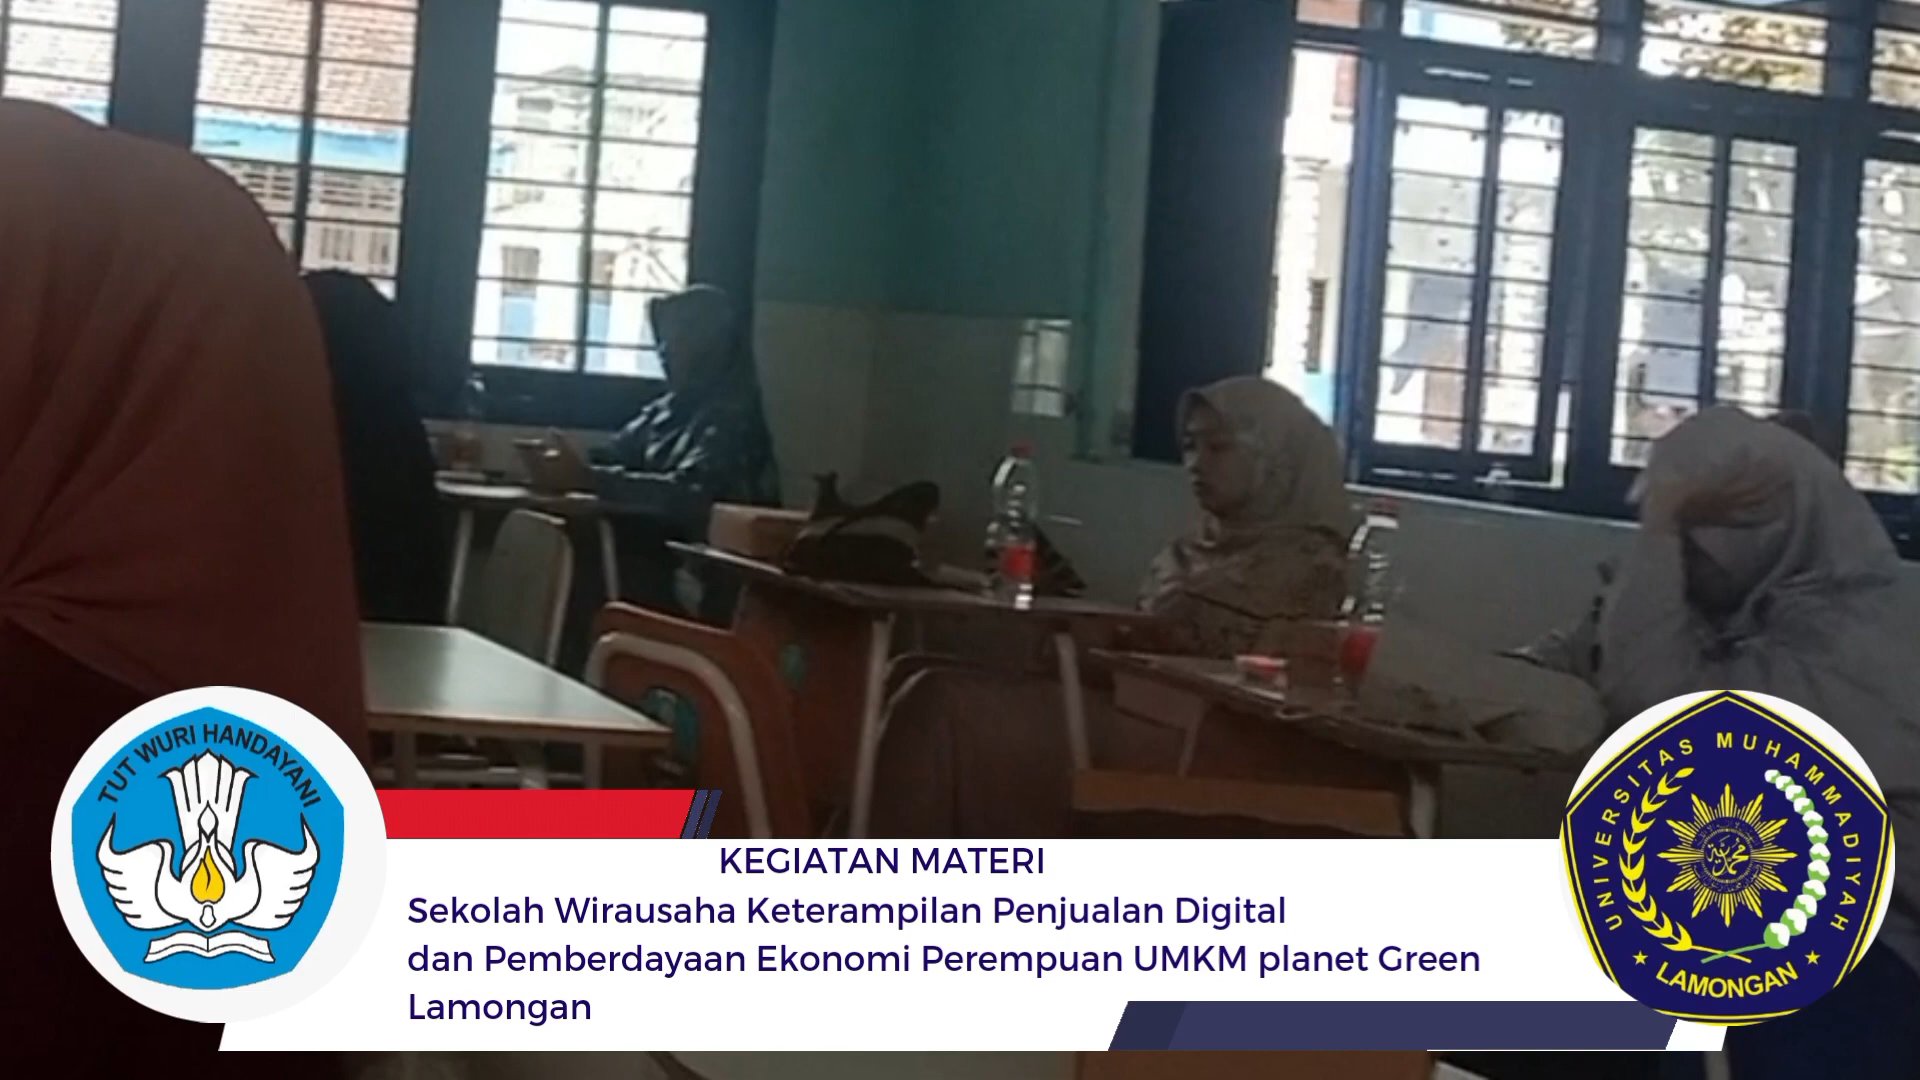 KEGIATAN MATERI
Sekolah Wirausaha Keterampilan Penjualan Digital
dan Pemberdayaan Ekonomi Perempuan UMKM planet Green
Lamongan
TUT WURI HANDAYANI
UNIVERSITAS MUHAMMADIYAH
LAMONGAN